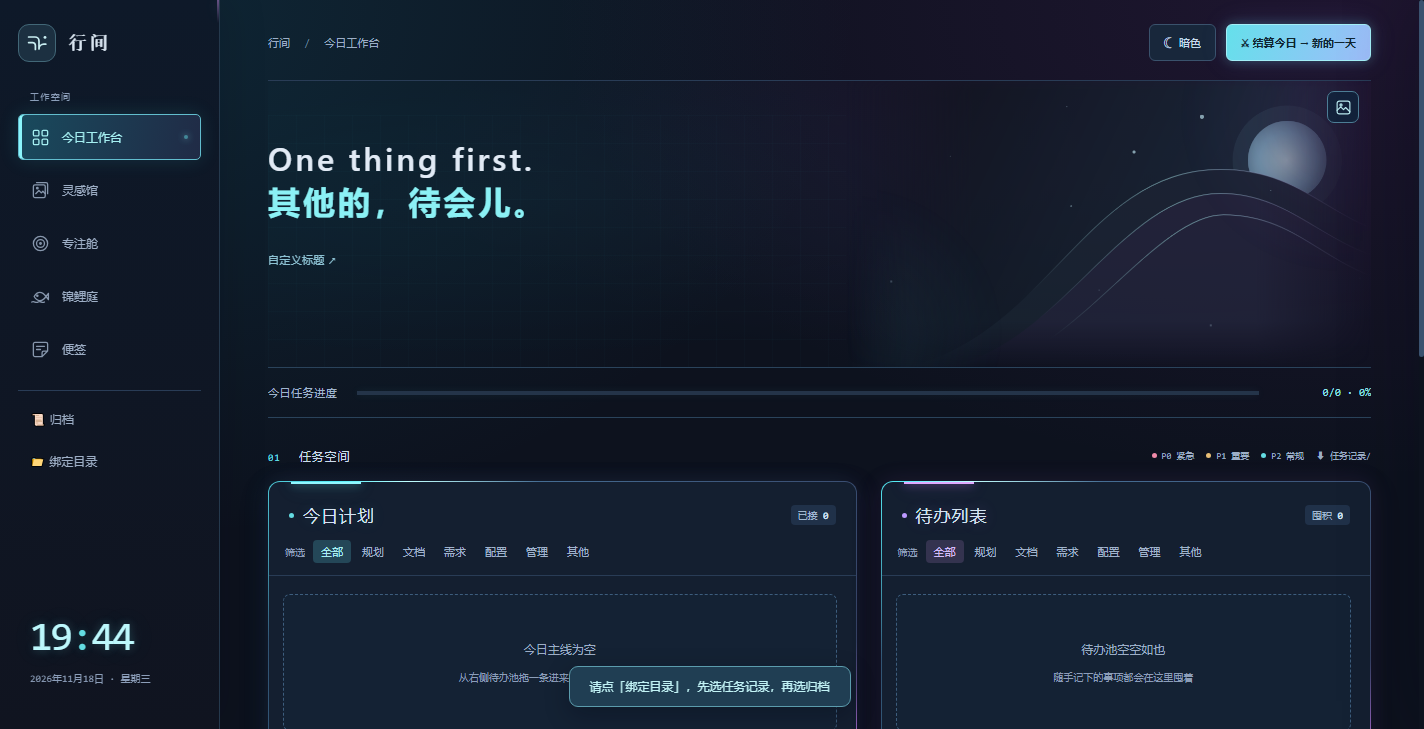 行间
工作空间
今日工作台
灵感馆
专注舱
锦鲤庭
便签
归档
绑定目录
19:44
2026年11月18日 · 星期三
行间 / 今日工作台
暗色
结算今日 → 新的一天
One thing first.
其他的，待会儿。
自定义标题 ↗
今日任务进度
0/0 · 0%
01 任务空间
P0 紧急 P1 重要 P2 常规 ⬇ 任务记录/
今日计划
已接 0
筛选 全部 规划 文档 需求 配置 管理 其他
今日主线为空
从右侧待办池拖一条进来
待办列表
囤积 0
筛选 全部 规划 文档 需求 配置 管理 其他
待办池空空如也
随手记下的事项都会在这里囤着
请点「绑定目录」，先选任务记录，再选归档